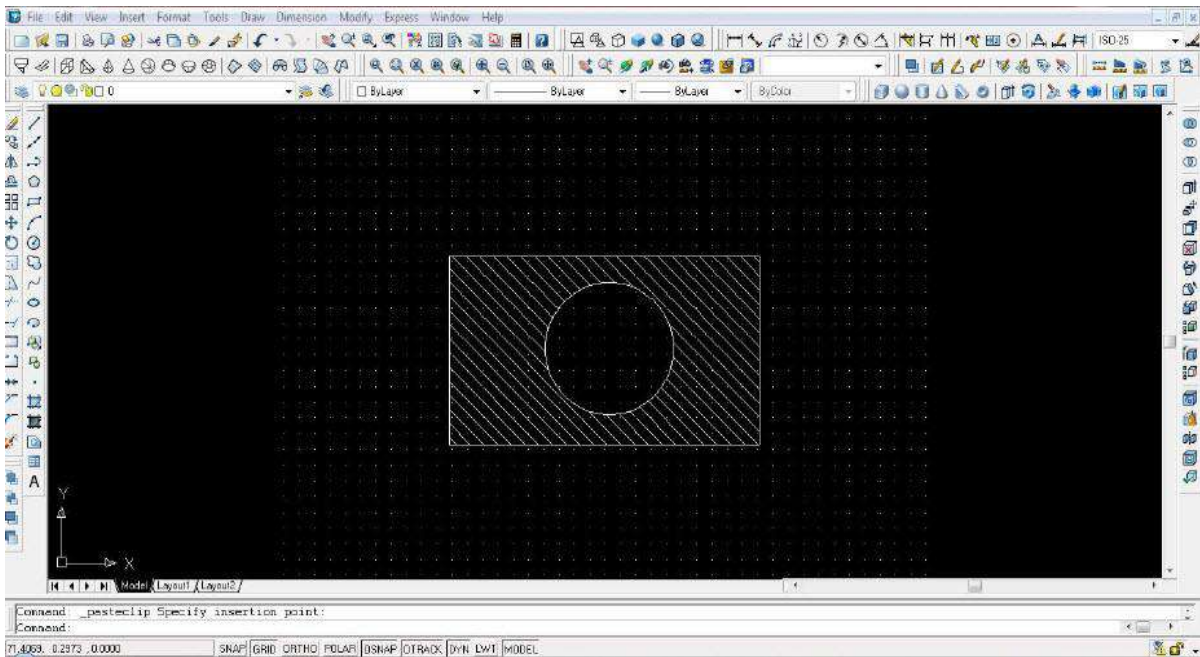 File Edit View Insert Format Tools Draw Dimension Modify Express Window Help
ISO-25
0 ByLayer ByLayer ByLayer ByColor
A
Y
X
Model Layout1 Layout2
Command: _pasteclip Specify insertion point:
Command:
71.4059, 0.2973 , 0.0000 SNAP GRID ORTHO POLAR OSNAP OTRACK DYN LWT MODEL